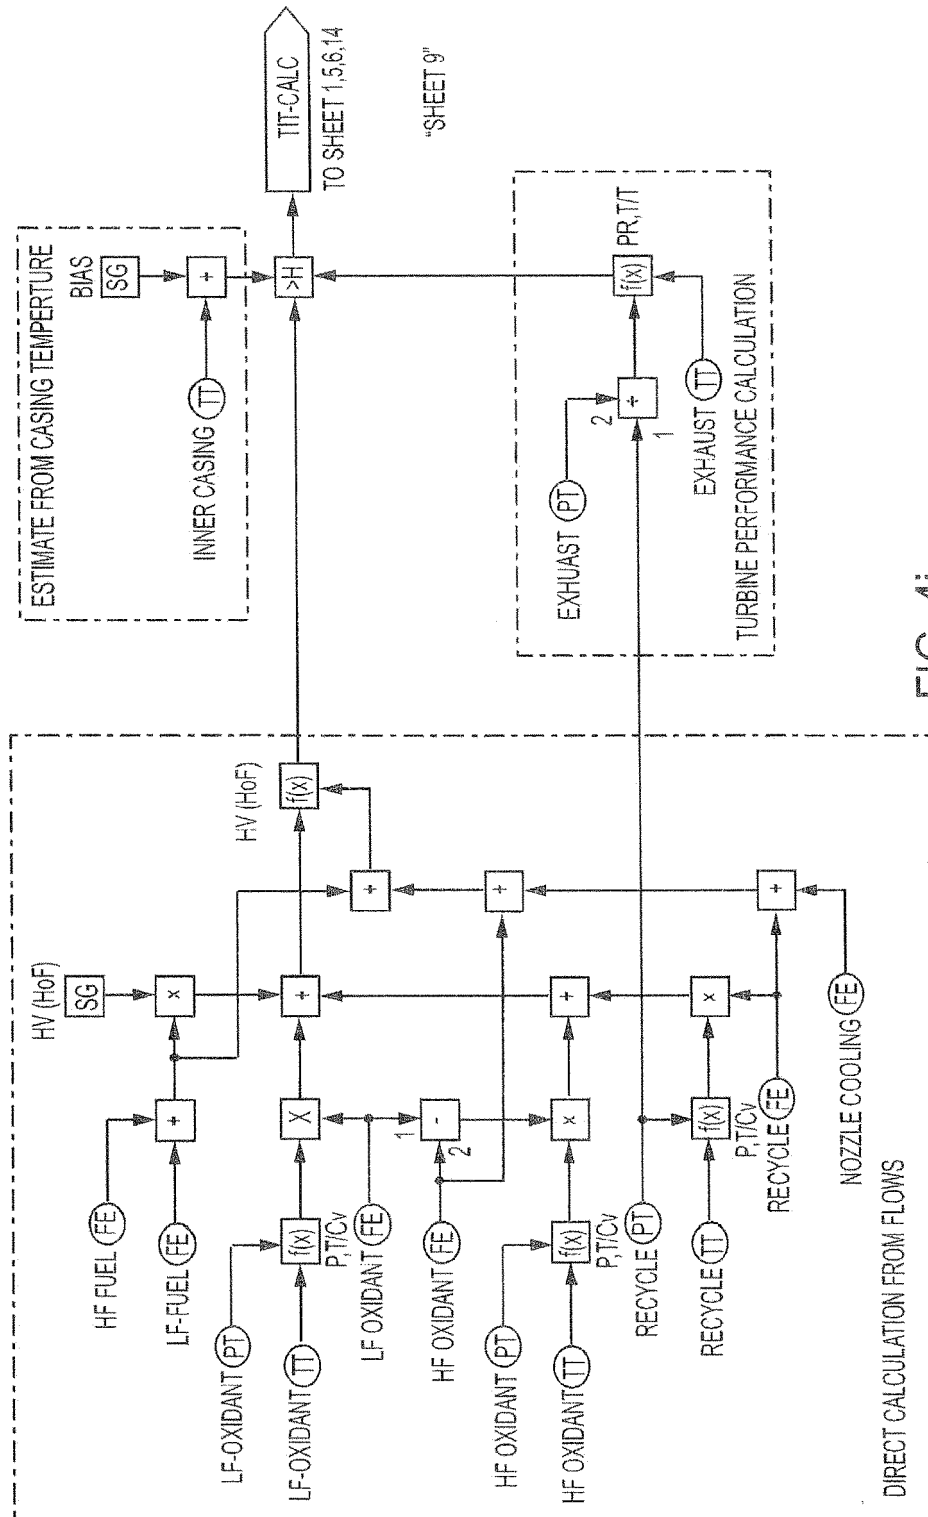 DIRECT CALCULATION FROM FLOWS
HF FUEL FE
LF-FUEL FE
+
HV (HoF)
SG
x
LF-OXIDANT PT
LF-OXIDANT TT
f(x)
P,T/Cv
X
+
LF OXIDANT FE
HF OXIDANT FE
1
2
-
HF OXIDANT PT
HF OXIDANT TT
f(x)
P,T/Cv
x
+
RECYCLE PT
RECYCLE TT
f(x)
P,T/Cv
x
RECYCLE FE
NOZZLE COOLING FE
+
+
+
HV (HoF)
f(x)
ESTIMATE FROM CASING TEMPERTURE
BIAS
SG
INNER CASING TT
+
>H
TIT-CALC
TO SHEET 1,5,6,14
"SHEET 9"
EXHUAST PT
2
1
÷
f(x)
PR,T/T
EXHAUST TT
TURBINE PERFORMANCE CALCULATION